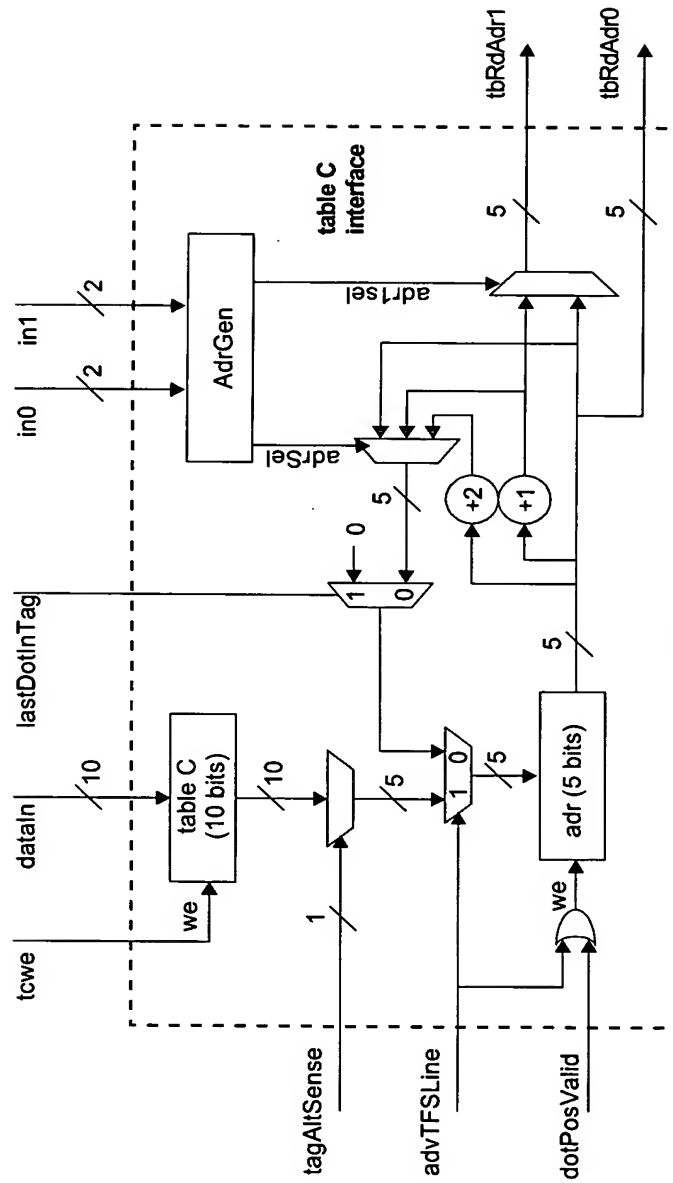 tcwe
dataIn
lastDotInTag
in0
in1
10
2
2
we
table C
(10 bits)
AdrGen
table C
interface
10
1
0
0
5
adrSel
adr1sel
tagAltSense
1
5
1 0
5
+2
+1
5
tbRdAdr1
advTFSLine
we
adr (5 bits)
5
5
tbRdAdr0
dotPosValid